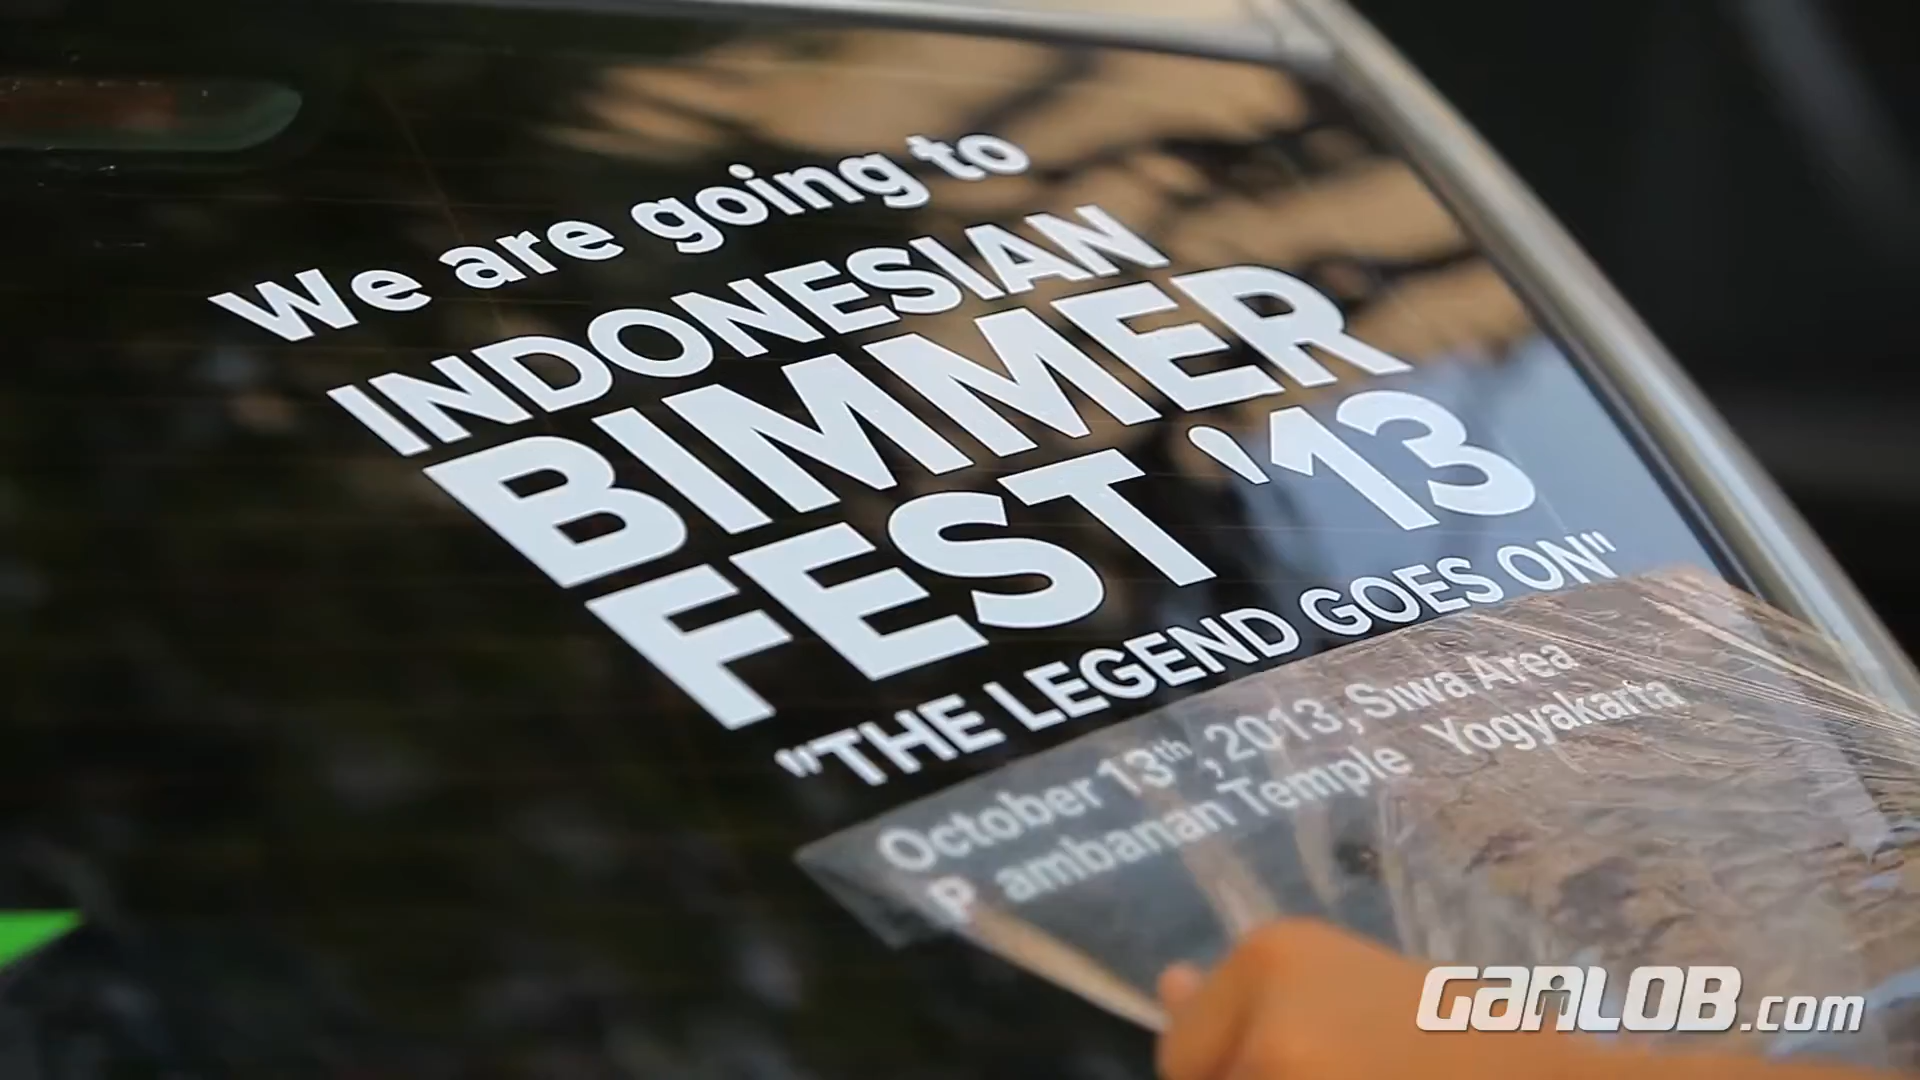 We are going to
INDONESIAN
BIMMER
FEST '13
"THE LEGEND GOES ON"
October 13th, 2013, Siwa Area
P ambanan Temple Yogyakarta
GanLOB.com